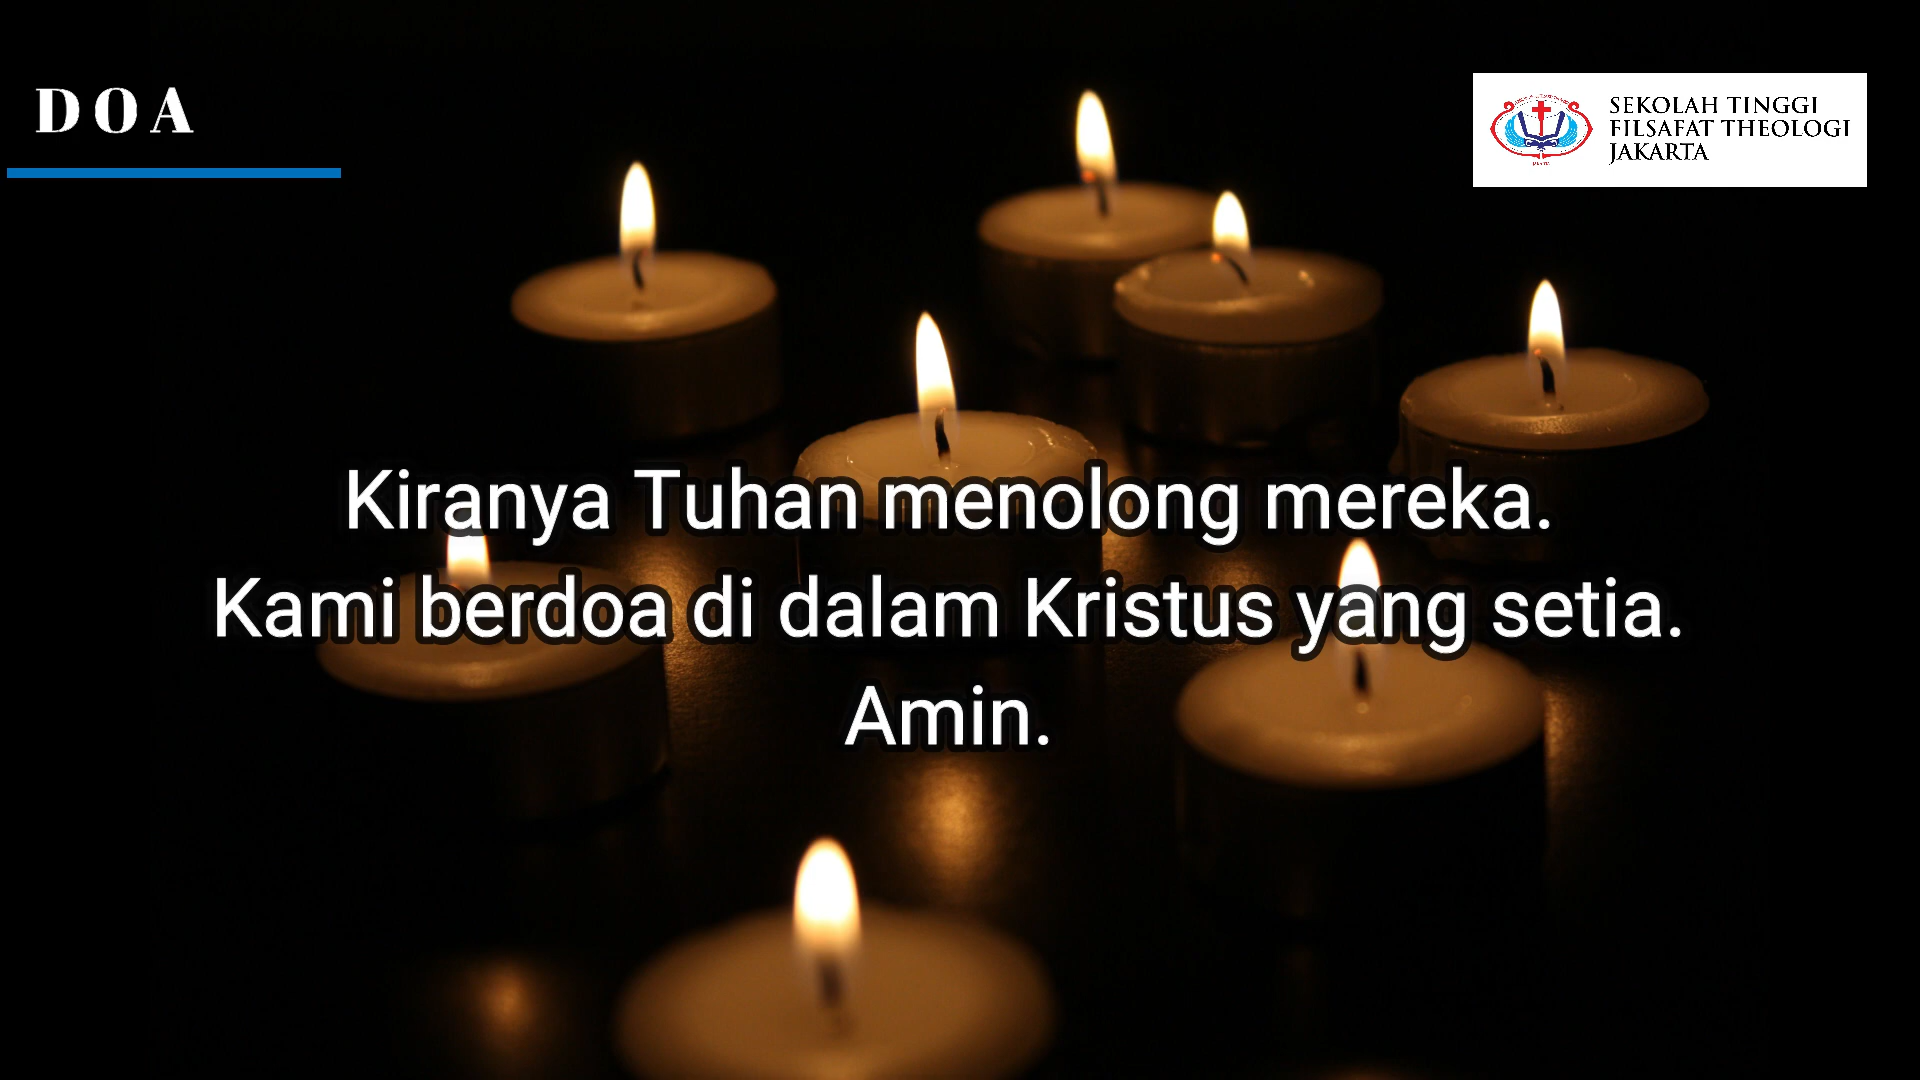 DOA
SEKOLAH TINGGI
FILSAFAT THEOLOGI
JAKARTA
Kiranya Tuhan menolong mereka.
Kami berdoa di dalam Kristus yang setia.
Amin.